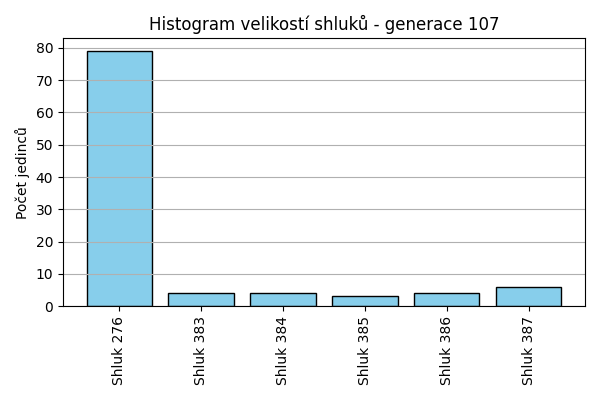 Histogram velikostí shluků - generace 107
Počet jedinců
80
70
60
50
40
30
20
10
0
Shluk 276
Shluk 383
Shluk 384
Shluk 385
Shluk 386
Shluk 387